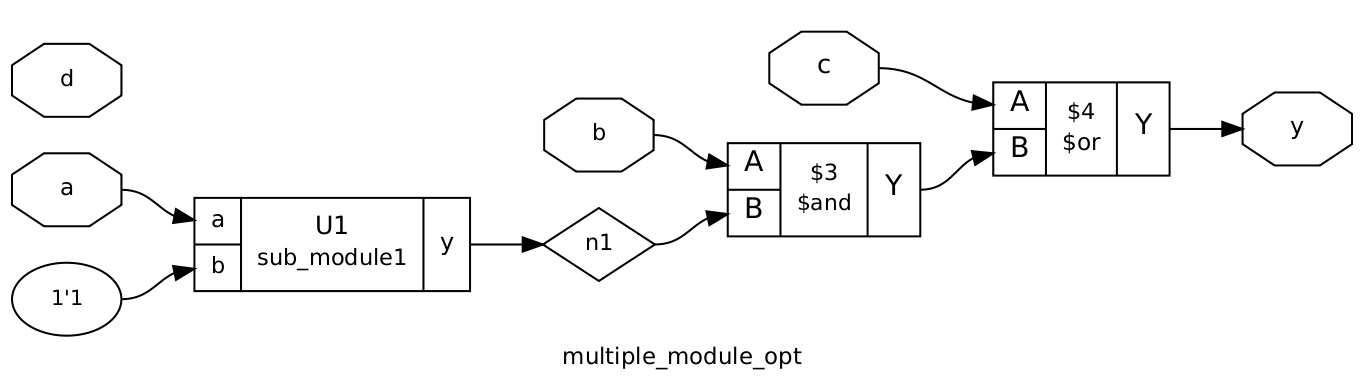 d
a
1'1
a
b
U1
sub_module1
y
n1
b
A
B
$3
$and
Y
c
A
B
$4
$or
Y
y
multiple_module_opt